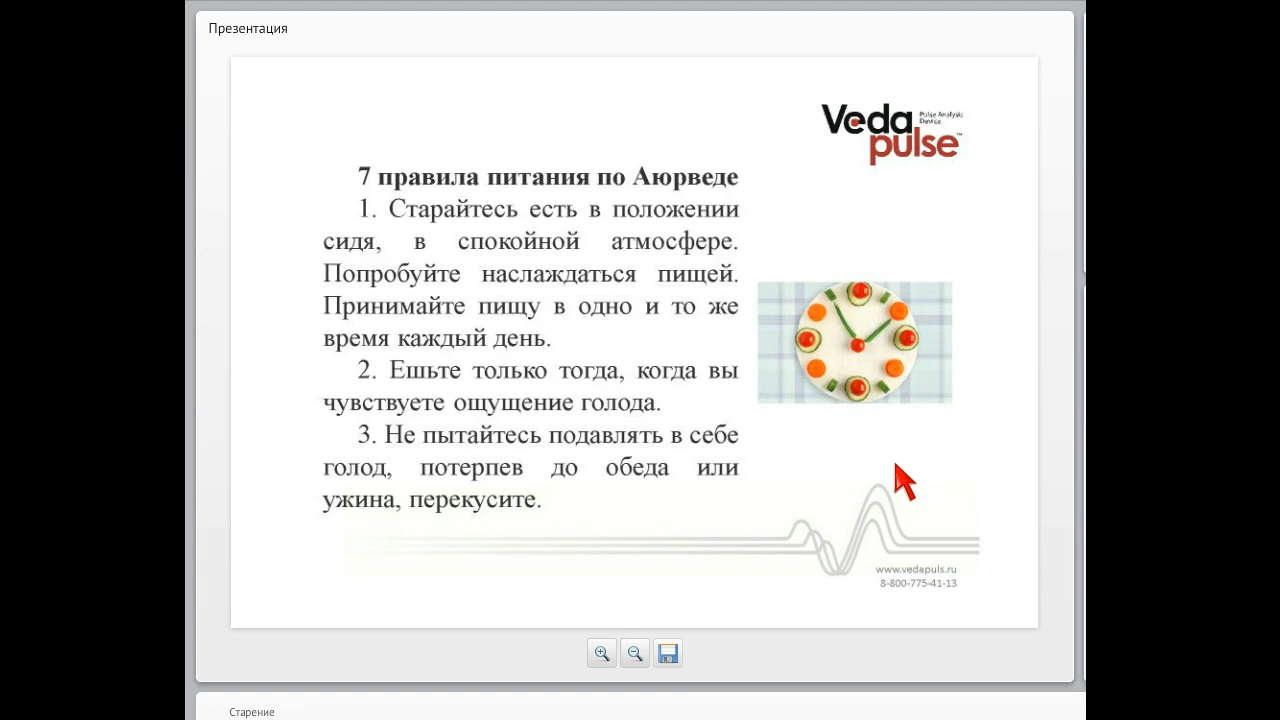 Презентация
Veda Pulse Analysis
Device
pulse™
7 правила питания по Аюрведе
1. Старайтесь есть в положении
сидя, в спокойной атмосфере.
Попробуйте наслаждаться пищей.
Принимайте пищу в одно и то же
время каждый день.
2. Ешьте только тогда, когда вы
чувствуете ощущение голода.
3. Не пытайтесь подавлять в себе
голод, потерпев до обеда или
ужина, перекусите.
www.vedapuls.ru
8-800-775-41-13
Старение